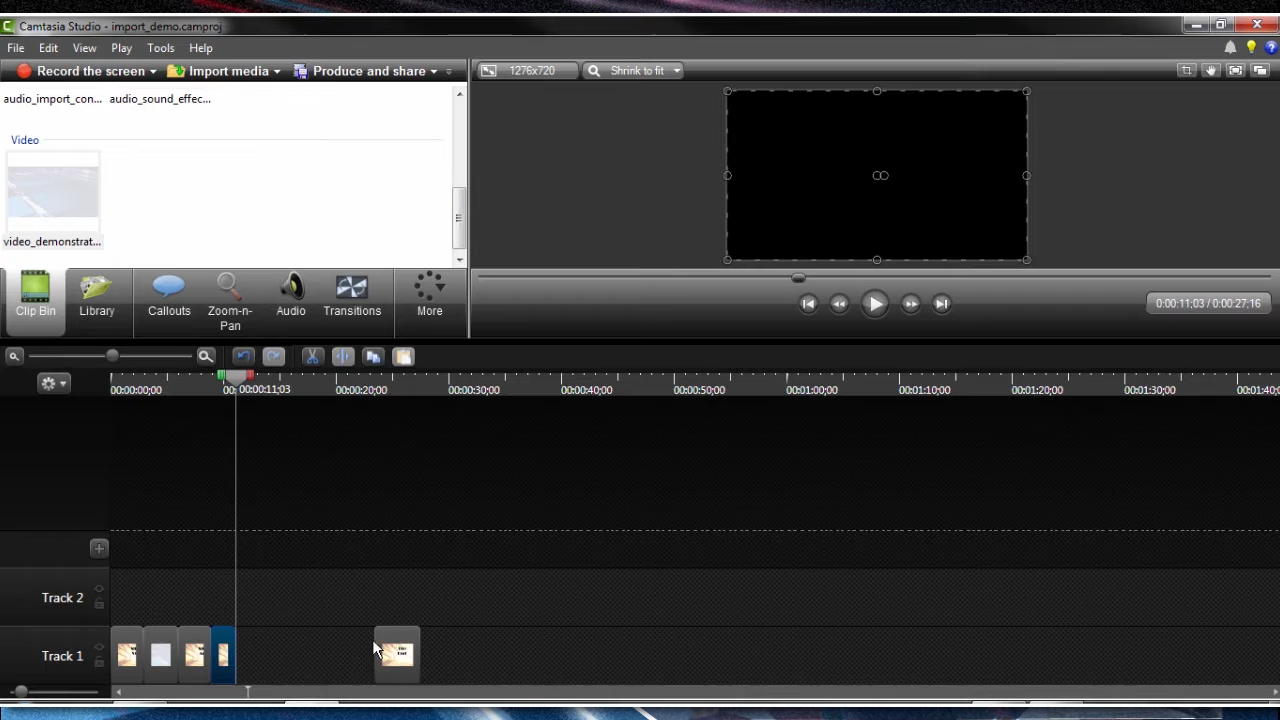 Camtasia Studio - import_demo.camproj
File Edit View Play Tools Help
Record the screen Import media Produce and share
1276x720 Shrink to fit
audio_import_con... audio_sound_effec...
Video
video_demonstrat...
Clip Bin Library Callouts Zoom-n-Pan Audio Transitions More
0:00:11;03 / 0:00:27;16
00:00:00;00 00:00:11;03 00:00:20;00 00:00:30;00 00:00:40;00 00:00:50;00 00:01:00;00 00:01:10;00 00:01:20;00 00:01:30;00 00:01:40;
Track 2
Track 1